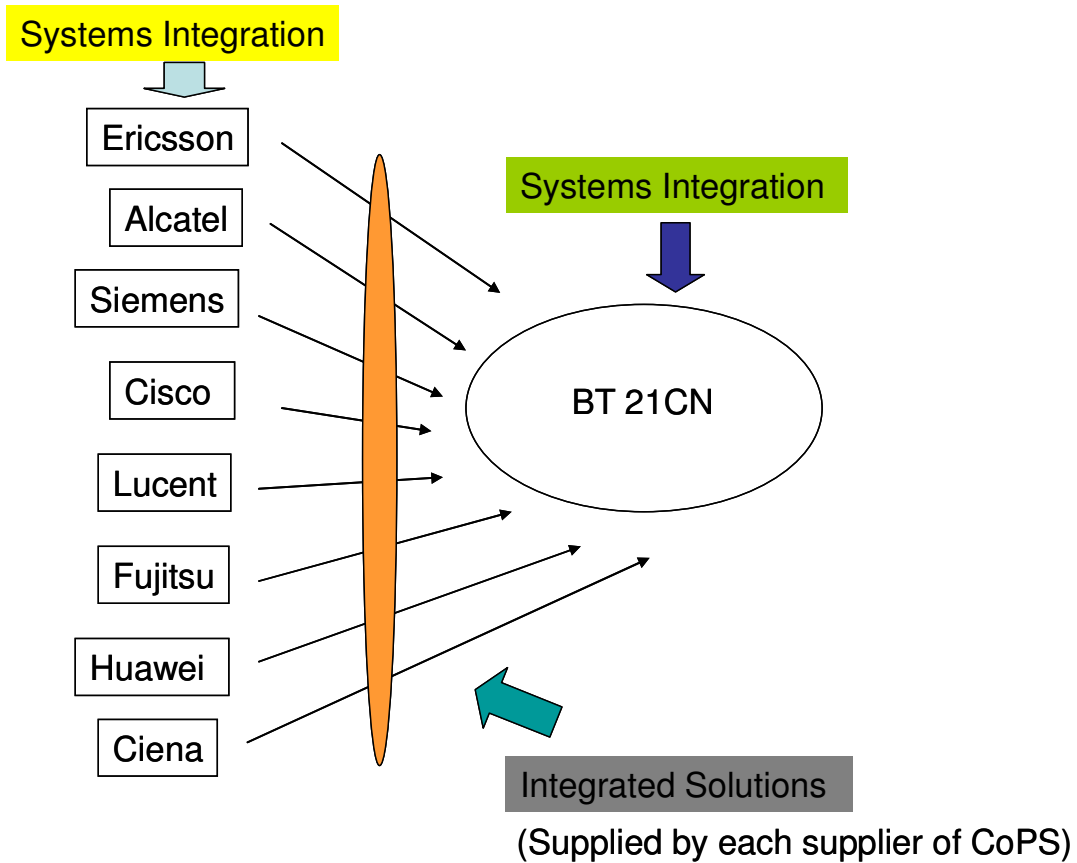 Systems Integration
Ericsson
Alcatel
Siemens
Cisco
Lucent
Fujitsu
Huawei
Ciena
Systems Integration
BT 21CN
Integrated Solutions
(Supplied by each supplier of CoPS)